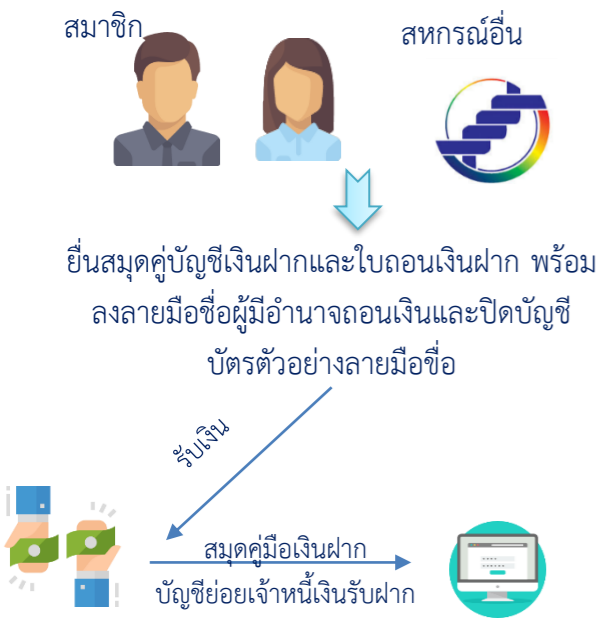 สมาชิก
สหกรณ์อื่น
ยื่นสมุดคู่บัญชีเงินฝากและใบถอนเงินฝาก พร้อม
ลงลายมือชื่อผู้มีอำนาจถอนเงินและปิดบัญชี
บัตรตัวอย่างลายมือชื่อ
รับเงิน
สมุดคู่มือเงินฝาก
บัญชีย่อยเจ้าหนี้เงินรับฝาก